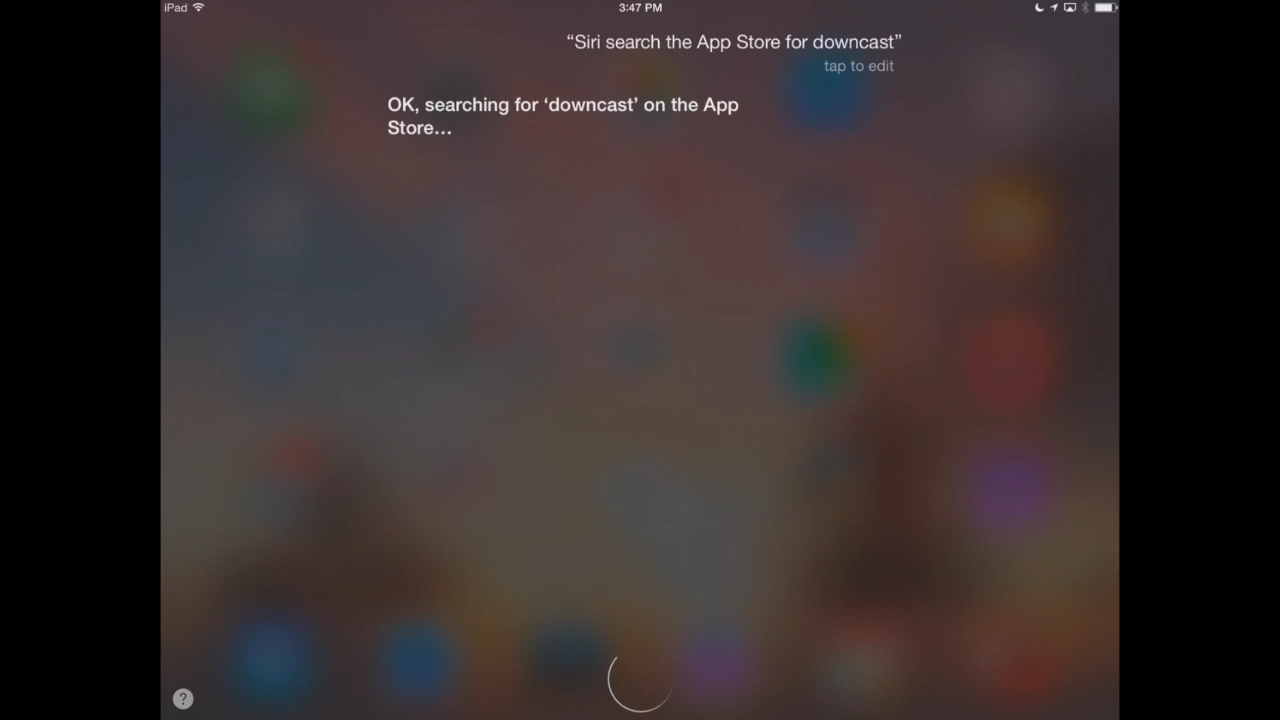 iPad
3:47 PM
“Siri search the App Store for downcast”
tap to edit
OK, searching for ‘downcast’ on the App
Store…
?